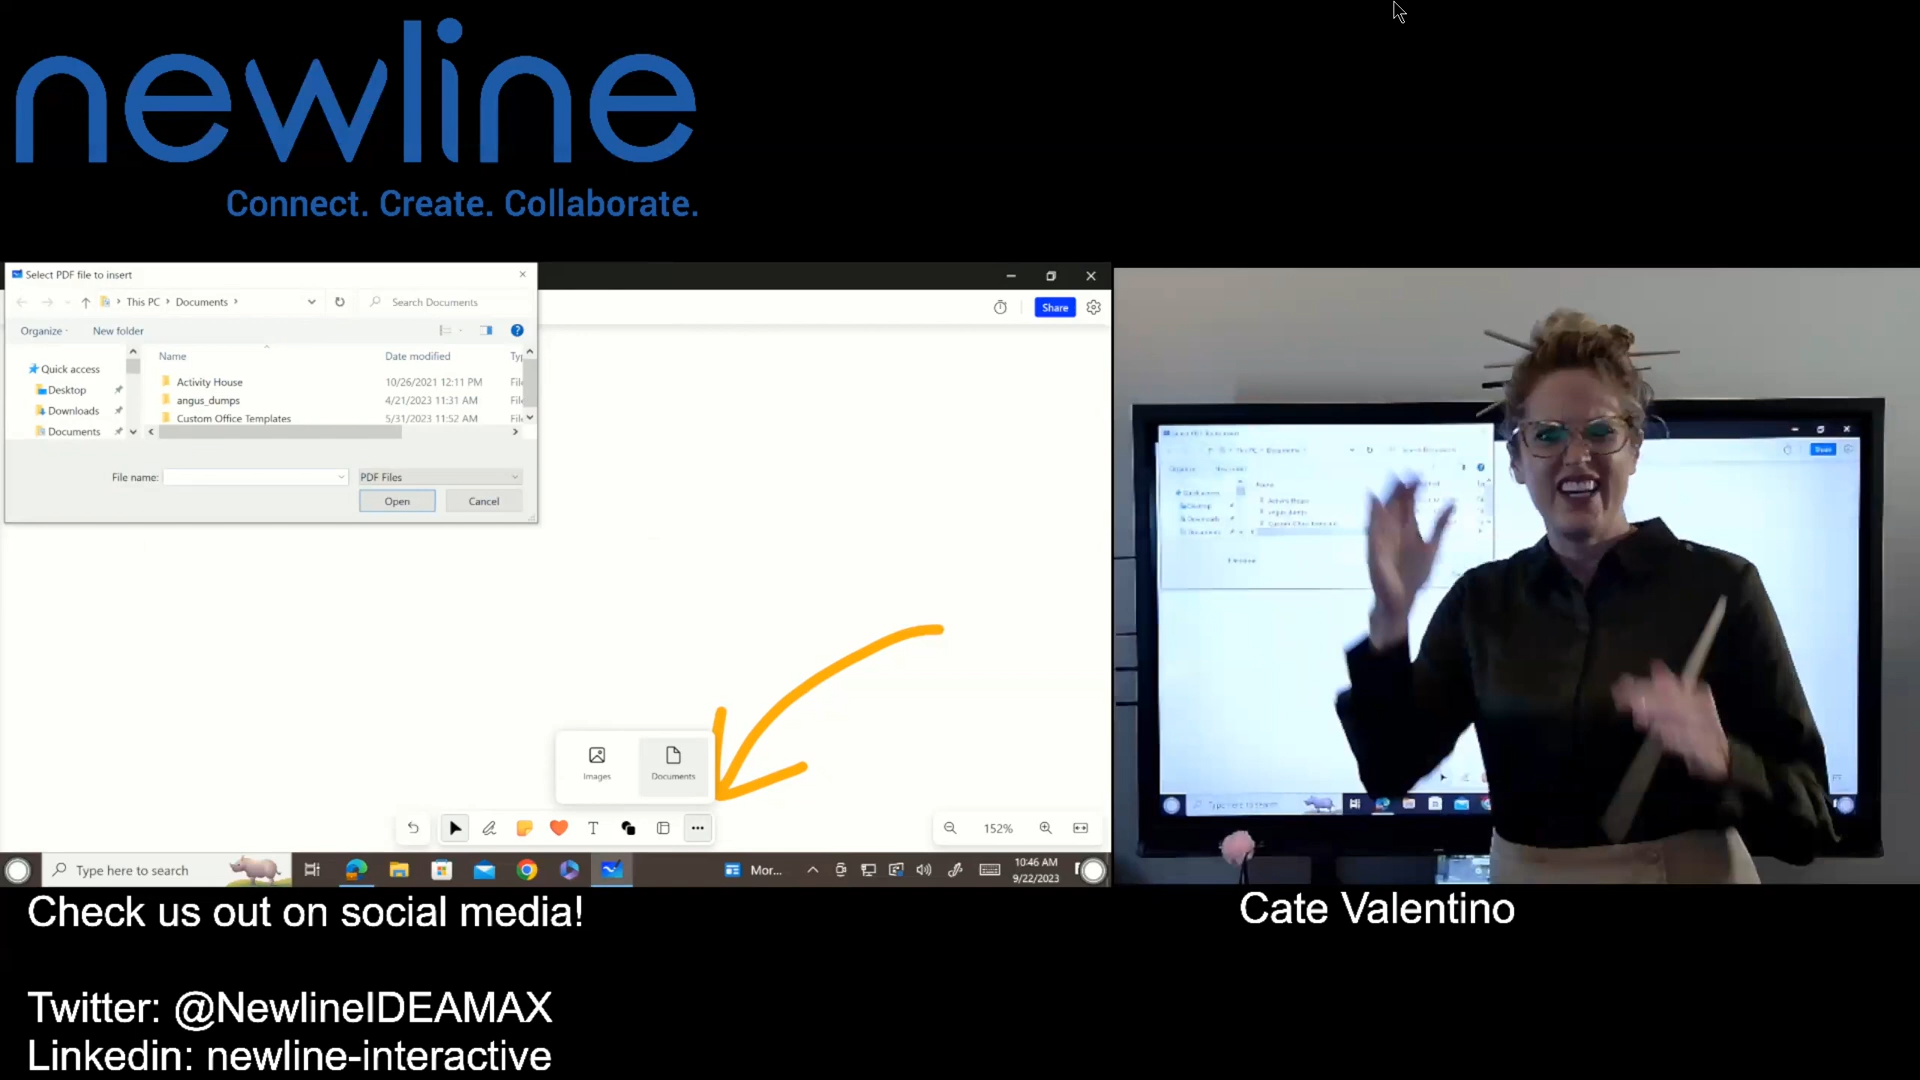 newline
Connect. Create. Collaborate.
Select PDF file to insert
This PC
Documents
Search Documents
Organize
New folder
Name
Date modified
Quick access
Activity House
10/26/2021 12:11 PM
Desktop
angus_dumps
4/21/2023 11:31 AM
Downloads
Custom Office Templates
5/31/2023 11:52 AM
Documents
File name:
PDF Files
Open
Cancel
Share
Images
Documents
T
152%
Type here to search
Mor...
10:46 AM
9/22/2023
Check us out on social media!
Twitter: @NewlineIDEAMAX
Linkedin: newline-interactive
Cate Valentino